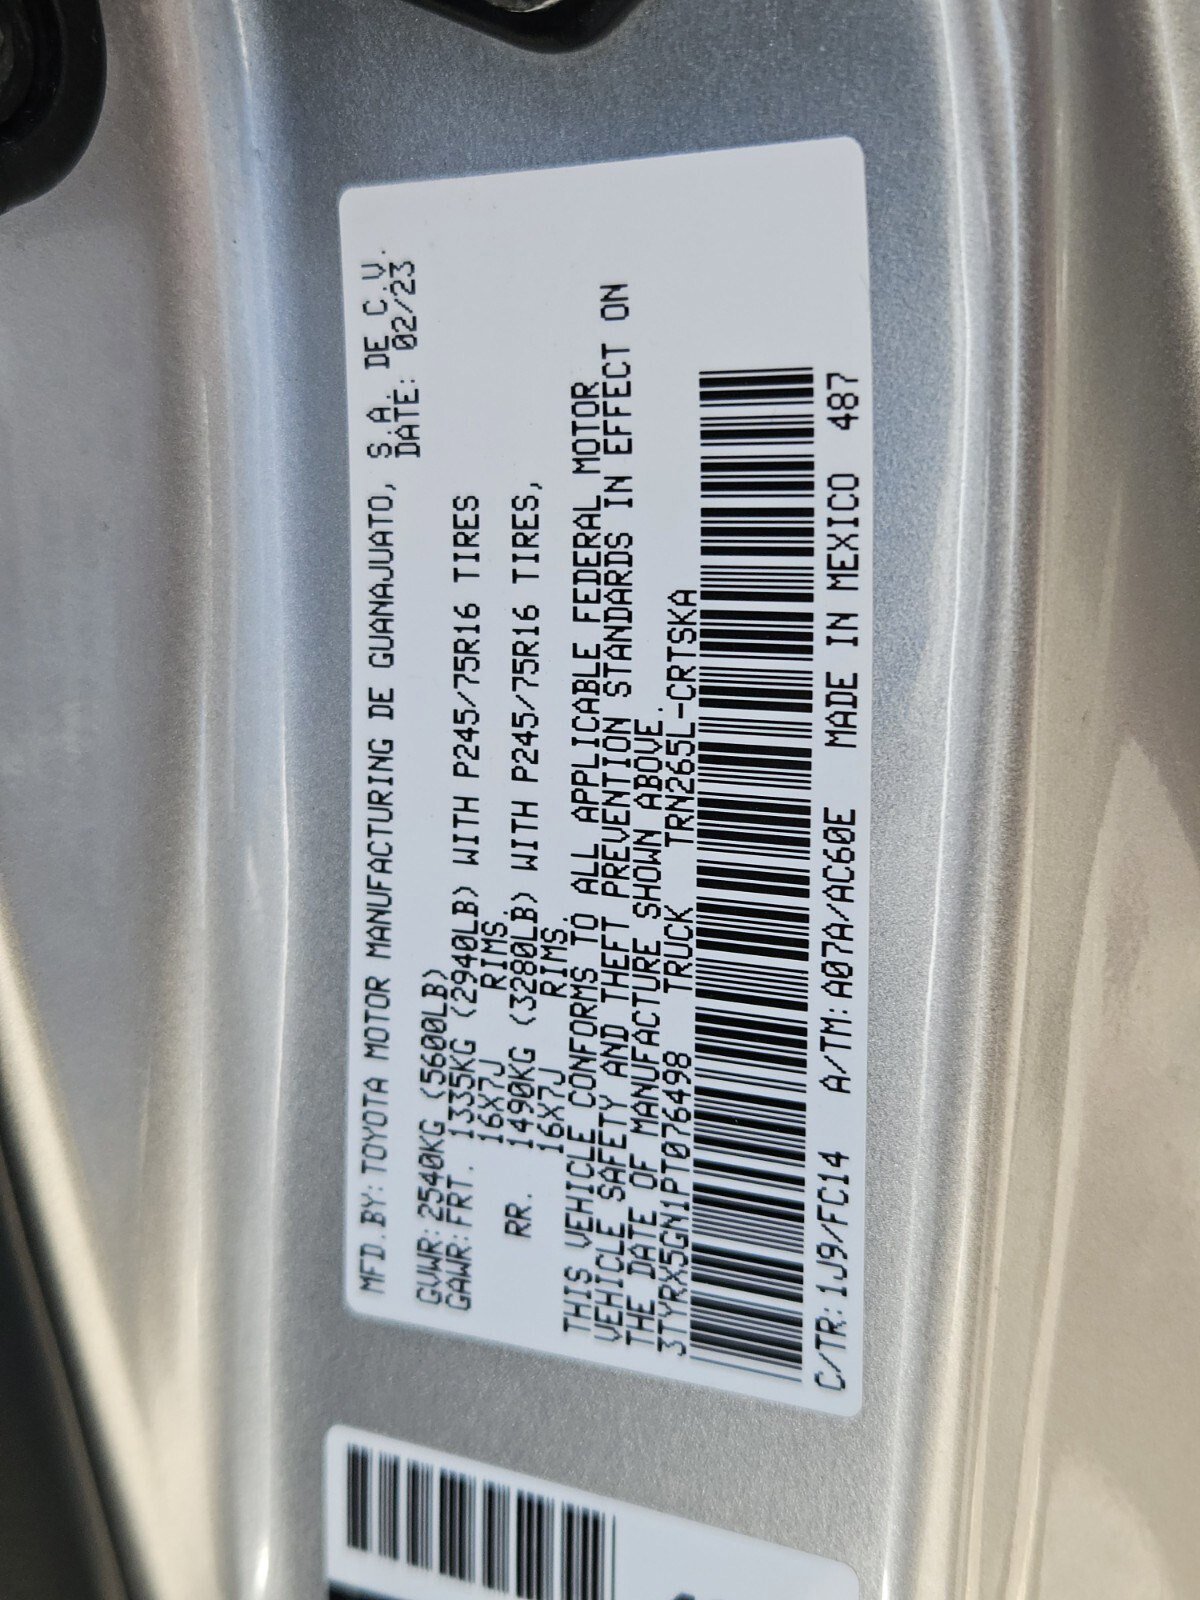 MFD.BY:TOYOTA MOTOR MANUFACTURING DE GUANAJUATO, S.A. DE C.V.
DATE: 02/23
GVWR:2540KG (5600LB)
GAWR:FRT. 1335KG (2940LB) WITH P245/75R16 TIRES
16X7J RIMS.
RR. 1490KG (3280LB) WITH P245/75R16 TIRES,
16X7J RIMS.
THIS VEHICLE CONFORMS TO ALL APPLICABLE FEDERAL MOTOR
VEHICLE SAFETY AND THEFT PREVENTION STANDARDS IN EFFECT ON
THE DATE OF MANUFACTURE SHOWN ABOVE.
3TYRX5GN1PT076498 TRUCK TRN265L-CRTSKA
C/TR:1J9/FC14 A/TM:A07A/AC60E MADE IN MEXICO 487